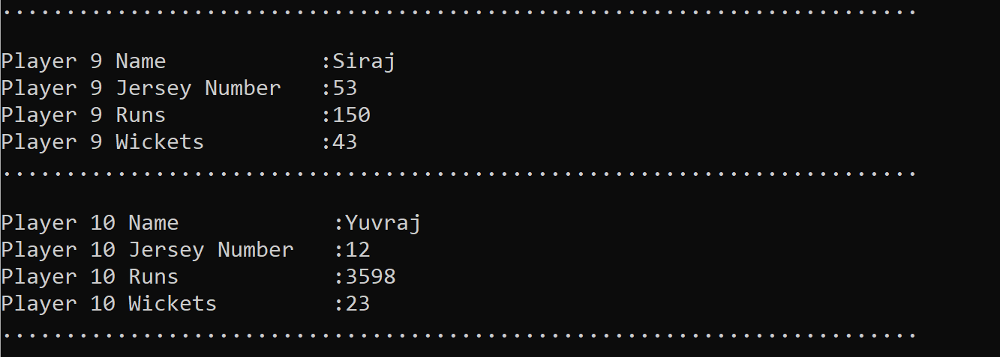 ........................................................................
Player 9 Name            :Siraj
Player 9 Jersey Number   :53
Player 9 Runs            :150
Player 9 Wickets         :43
........................................................................
Player 10 Name            :Yuvraj
Player 10 Jersey Number   :12
Player 10 Runs            :3598
Player 10 Wickets         :23
........................................................................